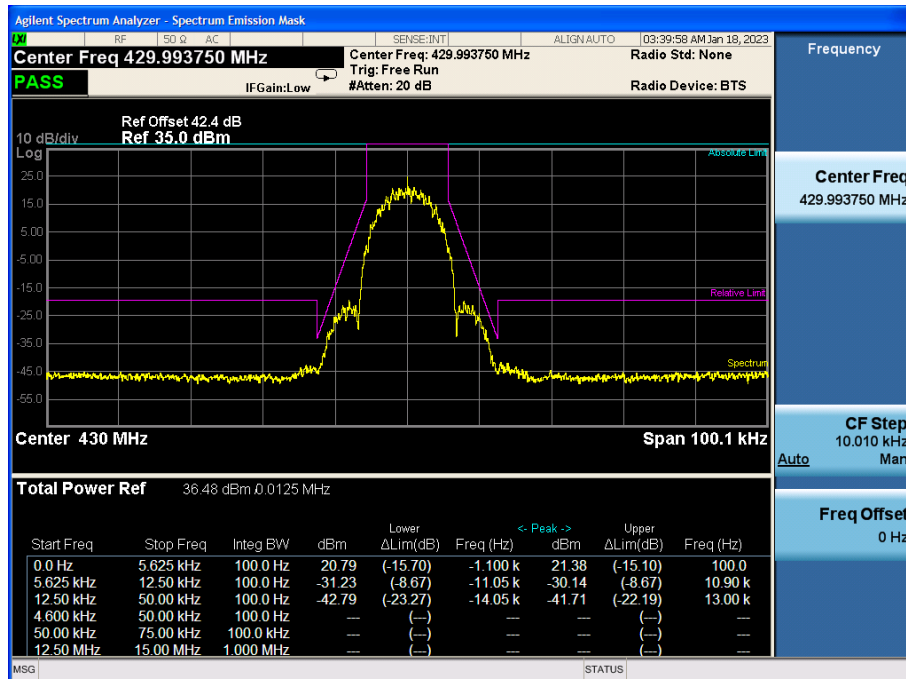 Agilent Spectrum Analyzer - Spectrum Emission Mask
LXI RF 50 Ω AC SENSE:INT ALIGN AUTO 03:39:58 AM Jan 18, 2023
Center Freq 429.993750 MHz Center Freq: 429.993750 MHz Radio Std: None
Trig: Free Run
PASS IFGain:Low #Atten: 20 dB Radio Device: BTS
Ref Offset 42.4 dB
10 dB/div Ref 35.0 dBm
Log
Absolute Limit
25.0
15.0
5.00
-5.00
-15.0
Relative Limit
-25.0
-35.0
Spectrum
-45.0
-55.0
Center 430 MHz Span 100.1 kHz
Total Power Ref 36.48 dBm / 0.0125 MHz
Lower <- Peak -> Upper
Start Freq Stop Freq Integ BW dBm ΔLim(dB) Freq (Hz) dBm ΔLim(dB) Freq (Hz)
0.0 Hz 5.625 kHz 100.0 Hz 20.79 (-15.70) -1.100 k 21.38 (-15.10) 100.0
5.625 kHz 12.50 kHz 100.0 Hz -31.23 (-8.67) -11.05 k -30.14 (-8.67) 10.90 k
12.50 kHz 50.00 kHz 100.0 Hz -42.79 (-23.27) -14.05 k -41.71 (-22.19) 13.00 k
4.600 kHz 50.00 kHz 100.0 Hz --- (---) --- --- (---) ---
50.00 kHz 75.00 kHz 100.0 kHz --- (---) --- --- (---) ---
12.50 MHz 15.00 MHz 1.000 MHz --- (---) --- --- (---) ---
MSG STATUS
Frequency
Center Freq
429.993750 MHz
CF Step
10.010 kHz
Auto Man
Freq Offset
0 Hz